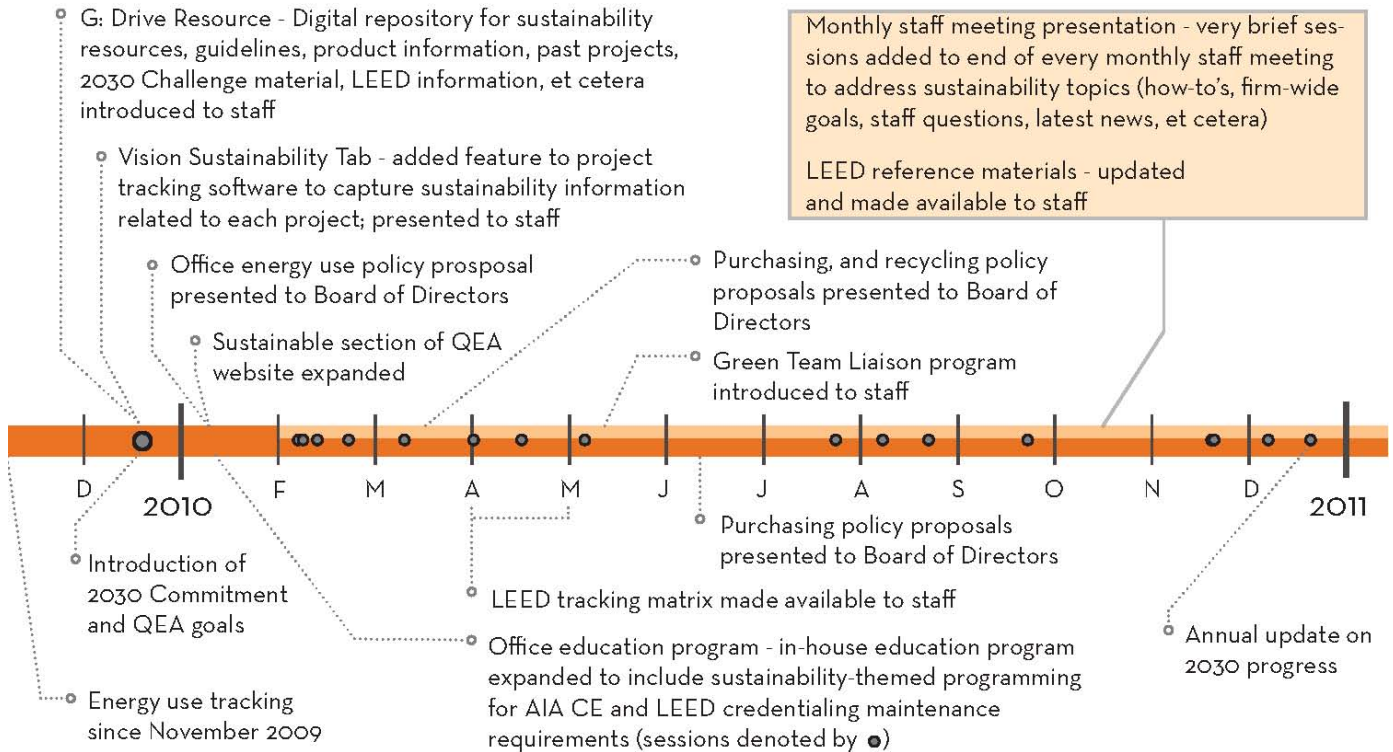 G: Drive Resource - Digital repository for sustainability
resources, guidelines, product information, past projects,
2030 Challenge material, LEED information, et cetera
introduced to staff
Vision Sustainability Tab - added feature to project
tracking software to capture sustainability information
related to each project; presented to staff
Office energy use policy prosposal
presented to Board of Directors
Sustainable section of QEA
website expanded
Monthly staff meeting presentation - very brief ses-
sions added to end of every monthly staff meeting
to address sustainability topics (how-to's, firm-wide
goals, staff questions, latest news, et cetera)
LEED reference materials - updated
and made available to staff
Purchasing, and recycling policy
proposals presented to Board of
Directors
Green Team Liaison program
introduced to staff
D
2010
F
M
A
M
J
J
A
S
O
N
D
2011
Introduction of
2030 Commitment
and QEA goals
Energy use tracking
since November 2009
LEED tracking matrix made available to staff
Office education program - in-house education program
expanded to include sustainability-themed programming
for AIA CE and LEED credentialing maintenance
requirements (sessions denoted by )
Purchasing policy proposals
presented to Board of Directors
Annual update on
2030 progress